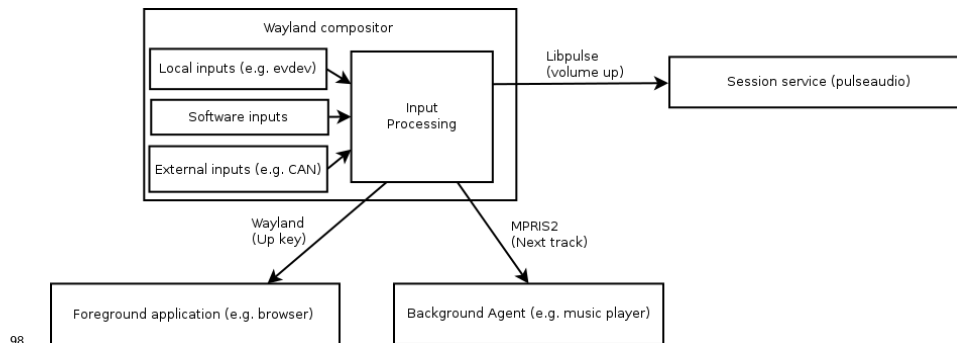 Wayland compositor
Local inputs (e.g. evdev)
Software inputs
External inputs (e.g. CAN)
Input
Processing
Libpulse
(volume up)
Session service (pulseaudio)
Wayland
(Up key)
MPRIS2
(Next track)
Foreground application (e.g. browser)
Background Agent (e.g. music player)
98